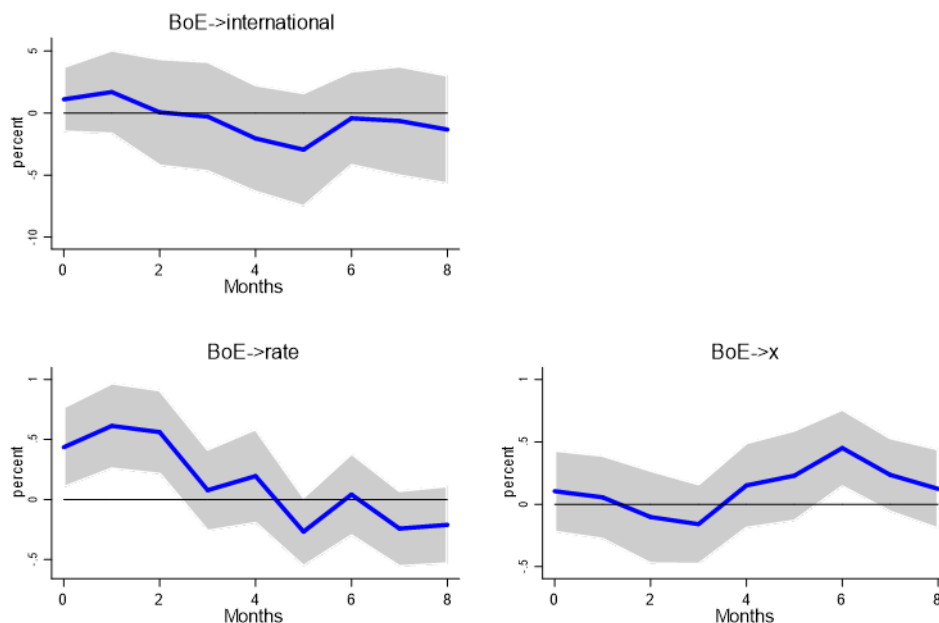 BoE->international
percent
5
0
-5
-10
0 2 4 6 8
Months
BoE->rate
percent
1
.5
0
-.5
0 2 4 6 8
Months
BoE->x
percent
1
.5
0
-.5
0 2 4 6 8
Months